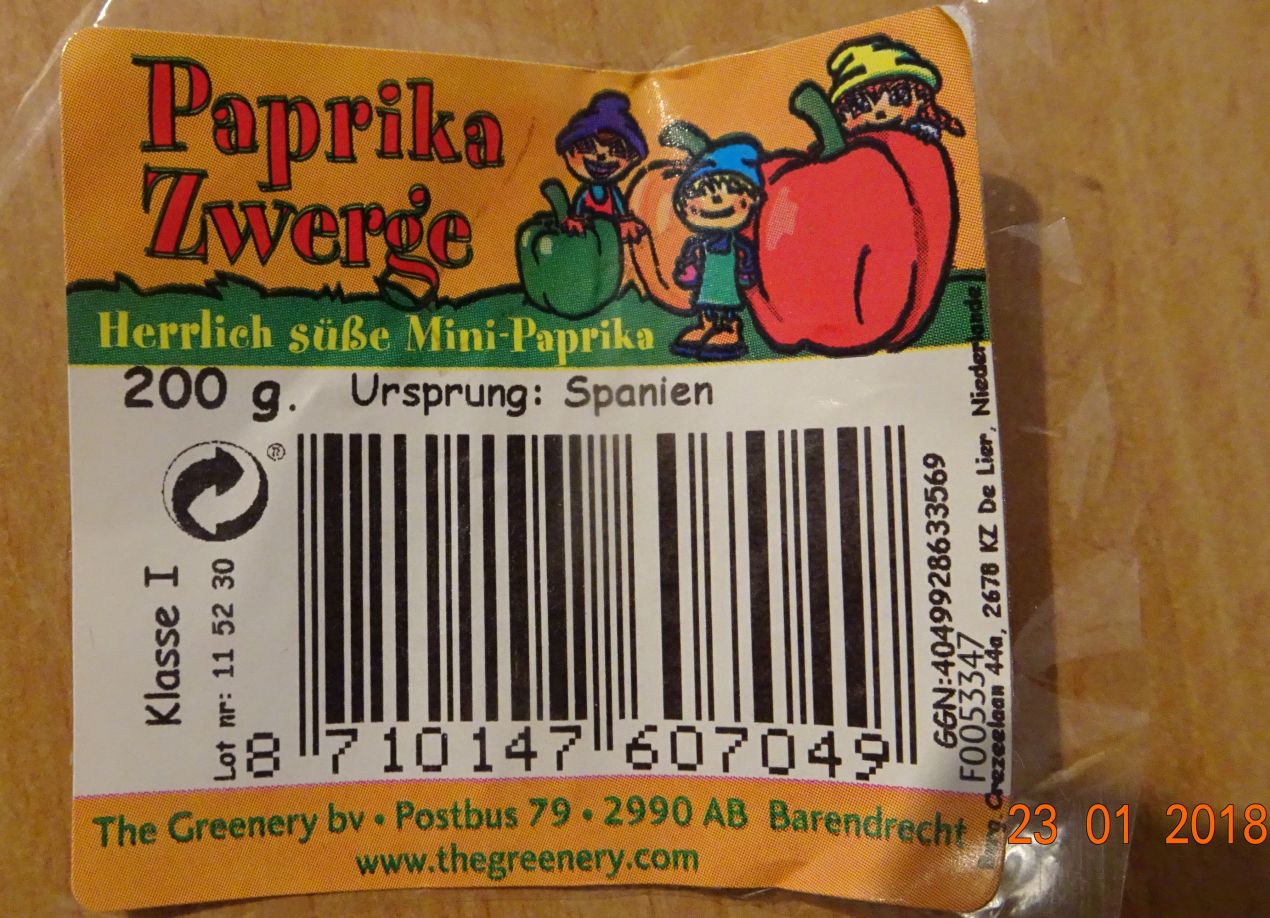 Paprika
Zwerge
Herrlich süße Mini-Paprika
200 g. Ursprung: Spanien
®
Klasse I
Lot nr: 11 52 30
8 710147 607049
GGN:4049928633569
F005347
44a, 2678 KZ De Lier, Niederlande
The Greenery bv • Postbus 79 • 2990 AB Barendrecht
www.thegreenery.com
23 01 2018